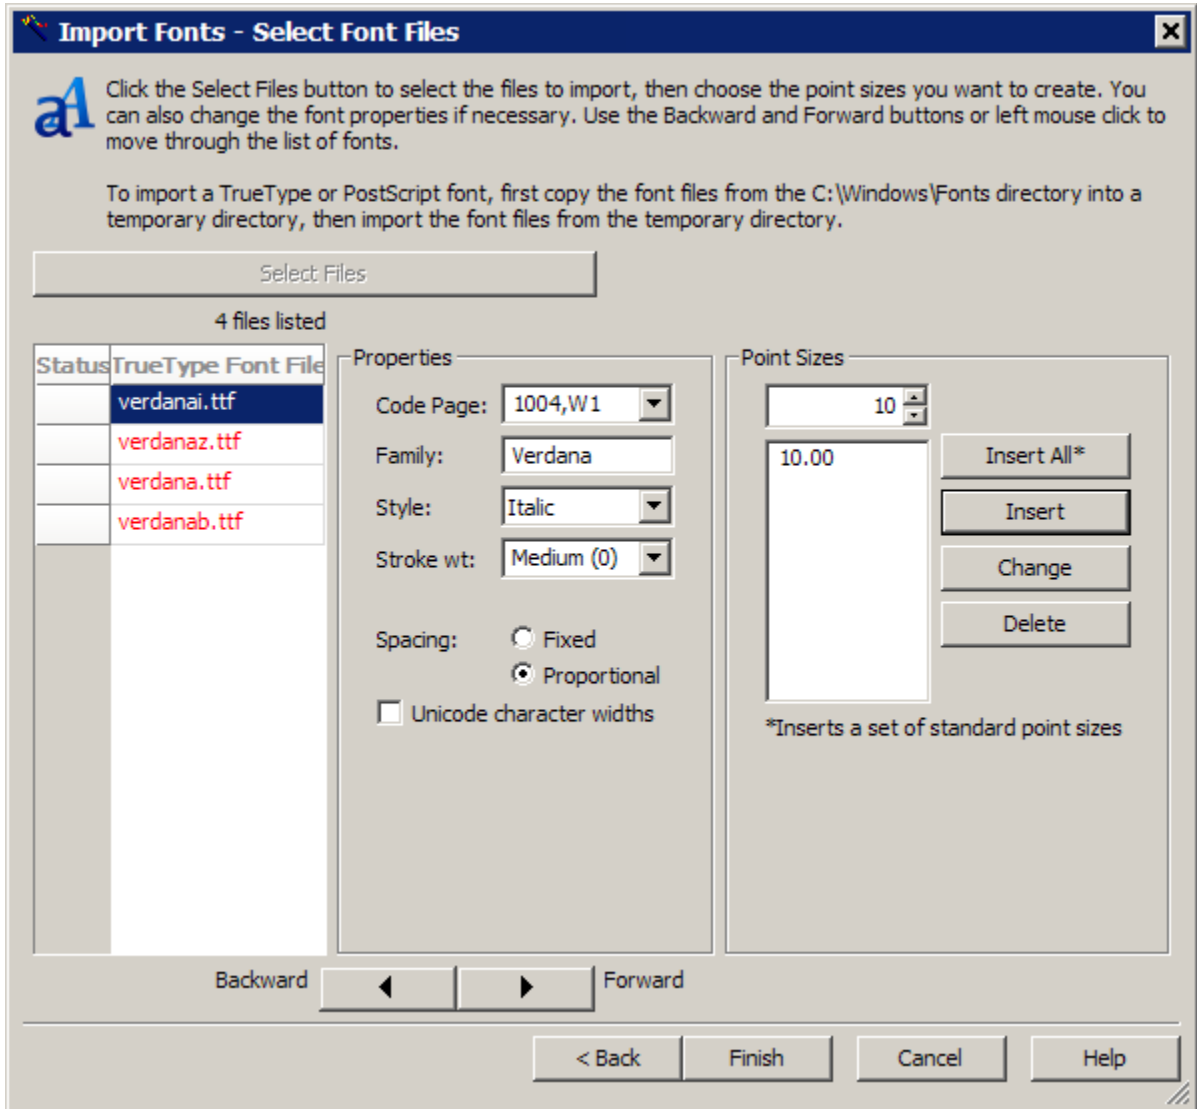 Import Fonts - Select Font Files
aA
Click the Select Files button to select the files to import, then choose the point sizes you want to create. You
can also change the font properties if necessary. Use the Backward and Forward buttons or left mouse click to
move through the list of fonts.
To import a TrueType or PostScript font, first copy the font files from the C:\Windows\Fonts directory into a
temporary directory, then import the font files from the temporary directory.
Select Files
4 files listed
Status TrueType Font File
verdanai.ttf
verdanaz.ttf
verdana.ttf
verdanab.ttf
Properties
Code Page: 1004,W1
Family: Verdana
Style: Italic
Stroke wt: Medium (0)
Spacing: Fixed
Proportional
Unicode character widths
Point Sizes
10
10.00
Insert All*
Insert
Change
Delete
*Inserts a set of standard point sizes
Backward Forward
< Back Finish Cancel Help